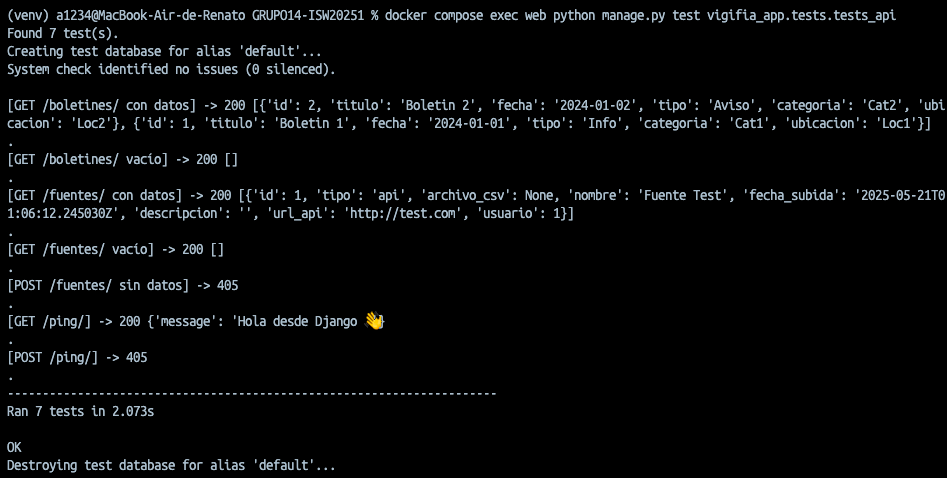 (venv) a1234@MacBook-Air-de-Renato GRUPO14-ISW20251 % docker compose exec web python manage.py test vigifia_app.tests.tests_api
Found 7 test(s).
Creating test database for alias 'default'...
System check identified no issues (0 silenced).
[GET /boletines/ con datos] -> 200 [{'id': 2, 'titulo': 'Boletin 2', 'fecha': '2024-01-02', 'tipo': 'Aviso', 'categoria': 'Cat2', 'ubi
cacion': 'Loc2'}, {'id': 1, 'titulo': 'Boletin 1', 'fecha': '2024-01-01', 'tipo': 'Info', 'categoria': 'Cat1', 'ubicacion': 'Loc1'}]
.
[GET /boletines/ vacío] -> 200 []
.
[GET /fuentes/ con datos] -> 200 [{'id': 1, 'tipo': 'api', 'archivo_csv': None, 'nombre': 'Fuente Test', 'fecha_subida': '2025-05-21T0
1:06:12.245030Z', 'descripcion': '', 'url_api': 'http://test.com', 'usuario': 1}]
.
[GET /fuentes/ vacío] -> 200 []
.
[POST /fuentes/ sin datos] -> 405
.
[GET /ping/] -> 200 {'message': 'Hola desde Django 👋}
.
[POST /ping/] -> 405
.
----------------------------------------------------------------------
Ran 7 tests in 2.073s
OK
Destroying test database for alias 'default'...